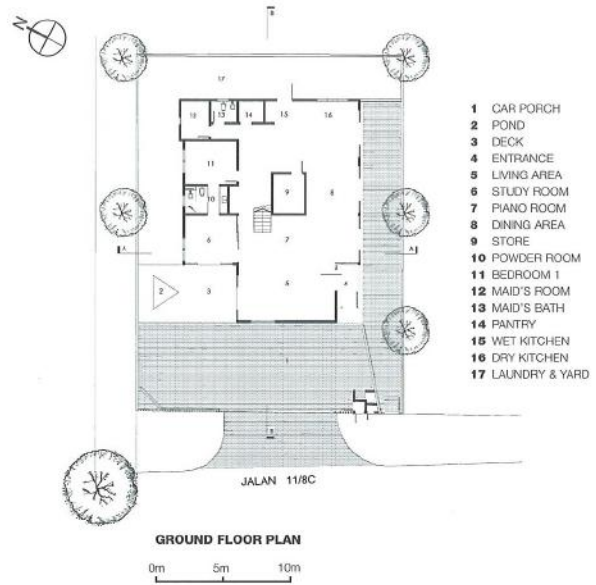 N
B
17
12
13
14
15
16
11
10
9
8
6
7
A
A
2
3
5
4
1
B
JALAN 11/8C
GROUND FLOOR PLAN
0m 5m 10m
1 CAR PORCH
2 POND
3 DECK
4 ENTRANCE
5 LIVING AREA
6 STUDY ROOM
7 PIANO ROOM
8 DINING AREA
9 STORE
10 POWDER ROOM
11 BEDROOM 1
12 MAID'S ROOM
13 MAID'S BATH
14 PANTRY
15 WET KITCHEN
16 DRY KITCHEN
17 LAUNDRY & YARD